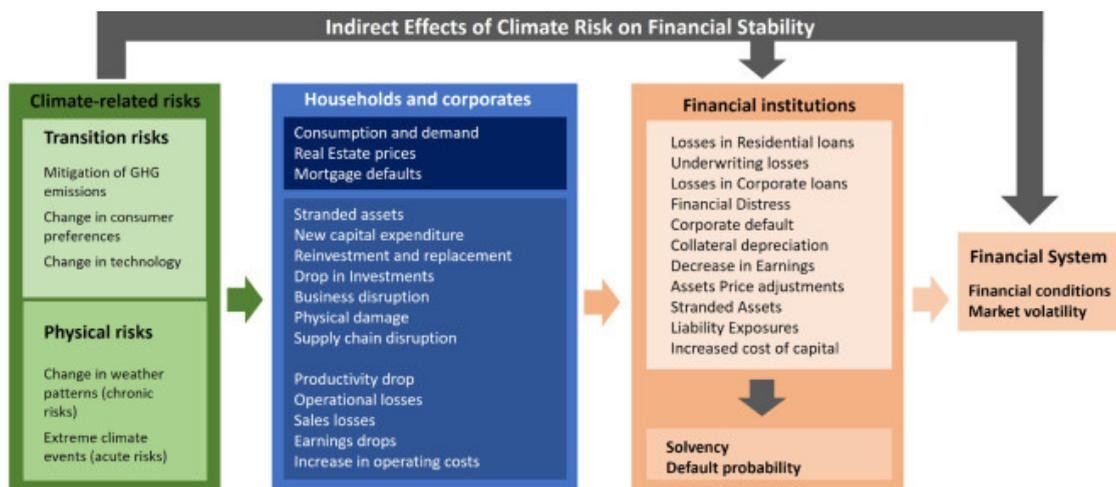 Indirect Effects of Climate Risk on Financial Stability
Climate-related risks
Transition risks
Mitigation of GHG
emissions
Change in consumer
preferences
Change in technology
Physical risks
Change in weather
patterns (chronic
risks)
Extreme climate
events (acute risks)
Households and corporates
Consumption and demand
Real Estate prices
Mortgage defaults
Stranded assets
New capital expenditure
Reinvestment and replacement
Drop in Investments
Business disruption
Physical damage
Supply chain disruption
Productivity drop
Operational losses
Sales losses
Earnings drops
Increase in operating costs
Financial institutions
Losses in Residential loans
Underwriting losses
Losses in Corporate loans
Financial Distress
Corporate default
Collateral depreciation
Decrease in Earnings
Assets Price adjustments
Stranded Assets
Liability Exposures
Increased cost of capital
Solvency
Default probability
Financial System
Financial conditions
Market volatility